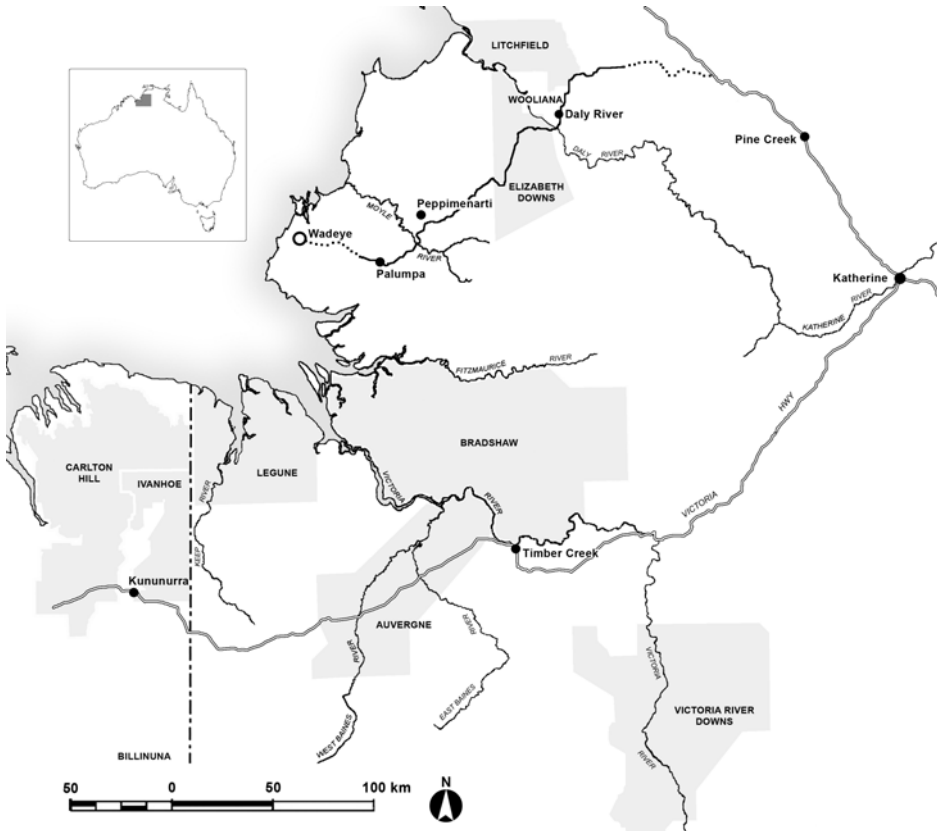 LITCHFIELD
WOOLIANA
Daly River
Pine Creek
DALY RIVER
ELIZABETH
DOWNS
Peppimenarti
MOYLE
RIVER
Wadeye
Palumpa
Katherine
KATHERINE
RIVER
FITZMAURICE
RIVER
HWY
VICTORIA
BRADSHAW
CARLTON
HILL
IVANHOE
LEGUNE
KEEP
RIVER
VICTORIA
RIVER
Timber Creek
Kununurra
AUVERGNE
WEST BAINES
RIVER
EAST BAINES
RIVER
VICTORIA
RIVER
VICTORIA RIVER
DOWNS
BILLINUNA
50 0 50 100 km
N